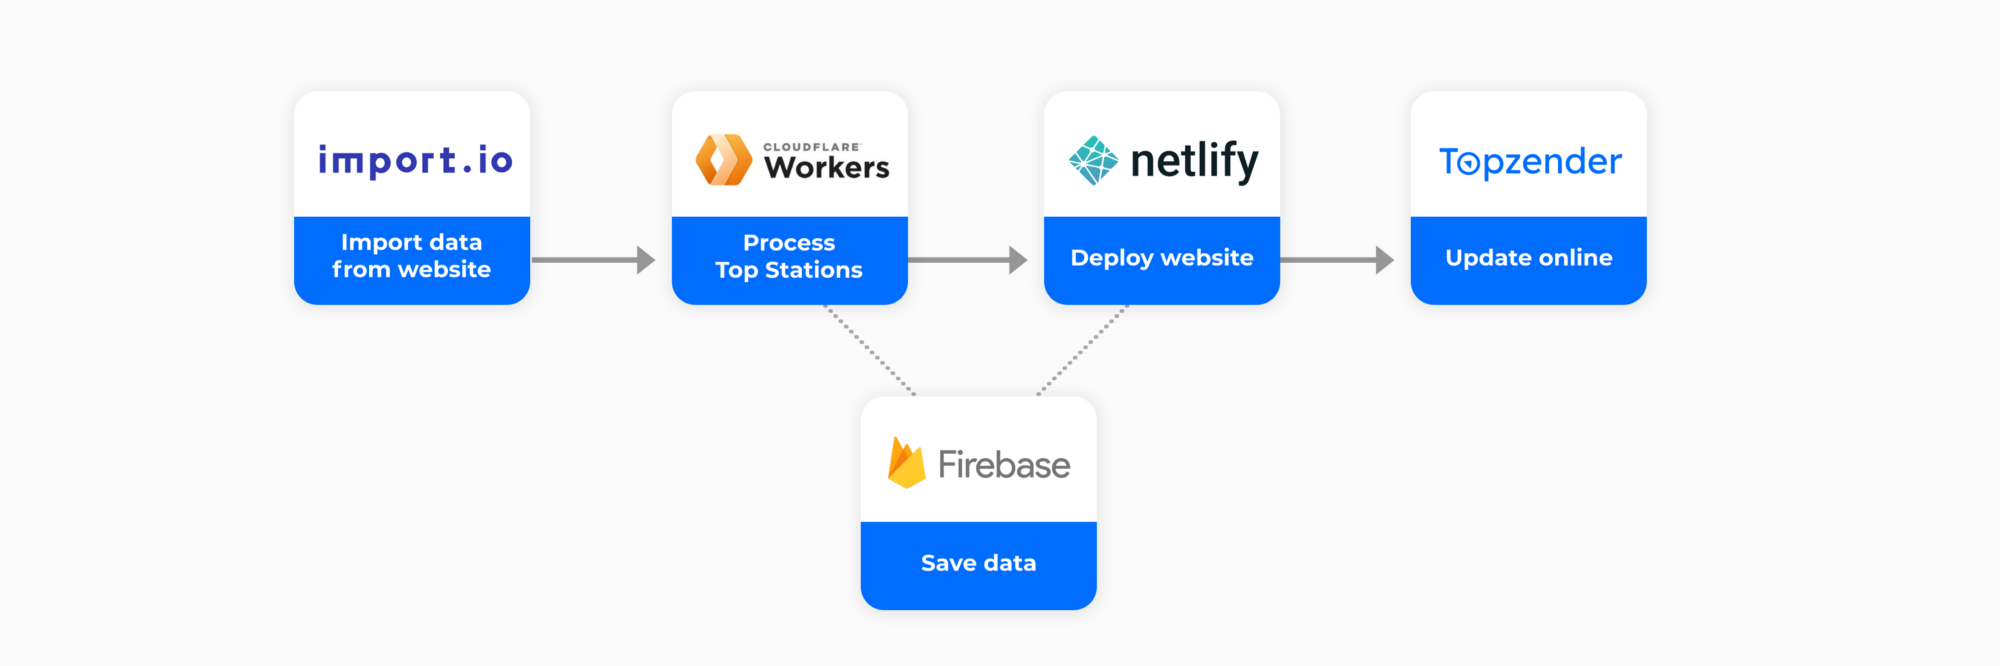 import.io
Import data
from website
CLOUDFLARE
Workers
Process
Top Stations
netlify
Deploy website
Topzender
Update online
Firebase
Save data